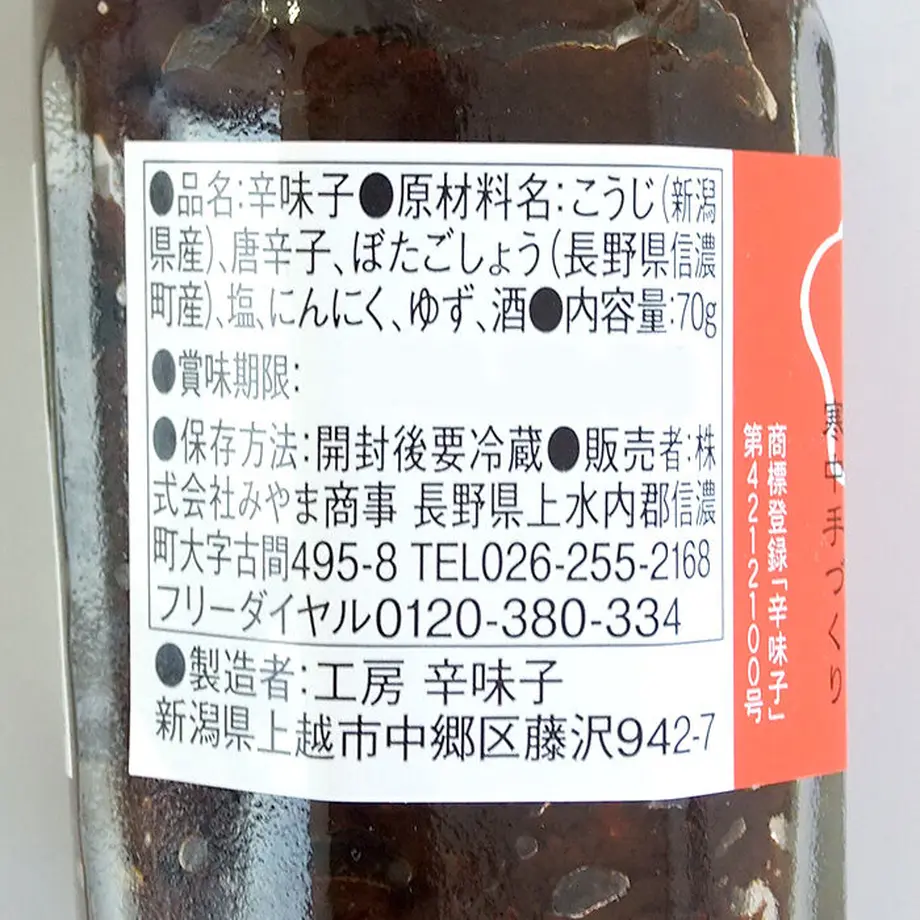 ●品名:辛味子●原材料名:こうじ(新潟
県産)、唐辛子、ぼたごしょう(長野県信濃
町産)、塩、にんにく、ゆず、酒●内容量:70g
●賞味期限:
●保存方法:開封後要冷蔵●販売者:株
式会社みやま商事 長野県上水内郡信濃
町大字古間495-8 TEL026-255-2168
フリーダイヤル0120-380-334
●製造者:工房 辛味子
新潟県上越市中郷区藤沢942-7
寒中手づくり
商標登録「辛味子」
第4212100号